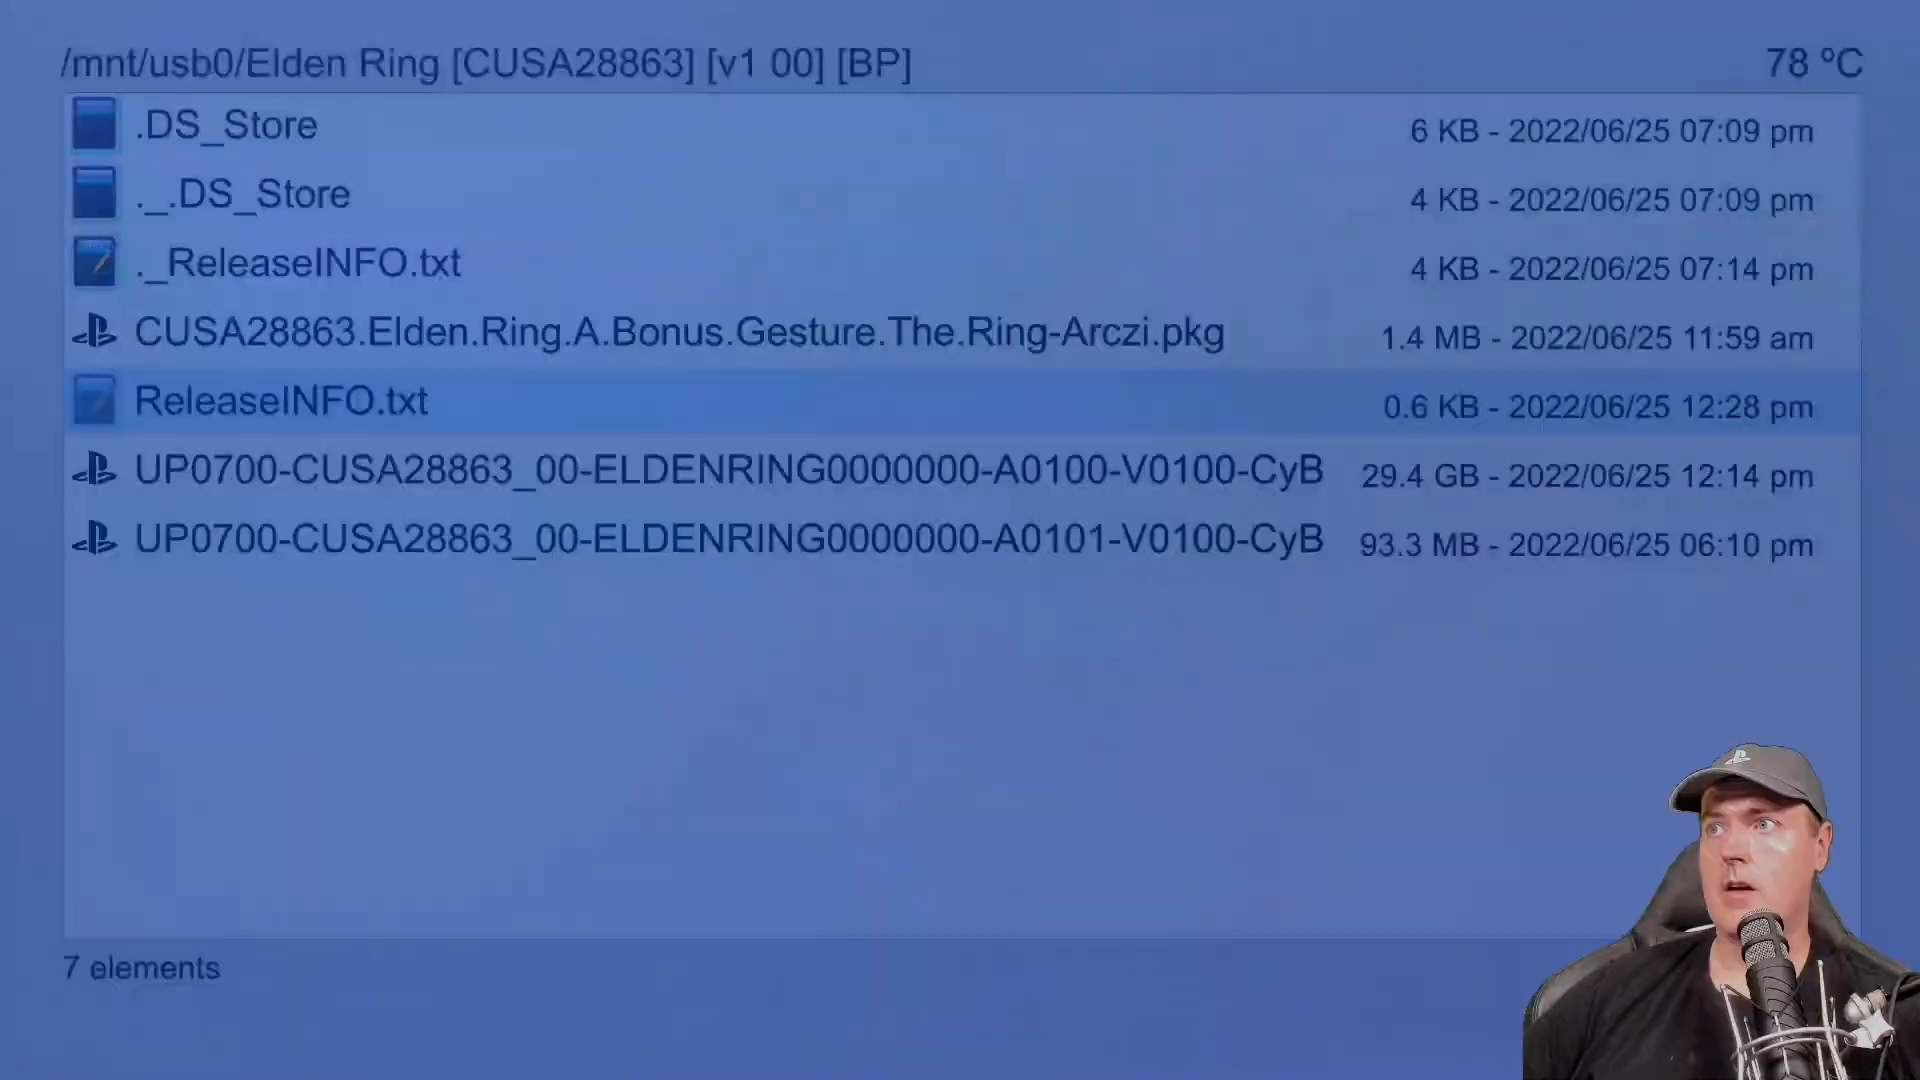 /mnt/usb0/Elden Ring [CUSA28863] [v1 00] [BP] 78 ºC
.DS_Store 6 KB - 2022/06/25 07:09 pm
._.DS_Store 4 KB - 2022/06/25 07:09 pm
._ReleaseINFO.txt 4 KB - 2022/06/25 07:14 pm
CUSA28863.Elden.Ring.A.Bonus.Gesture.The.Ring-Arczi.pkg 1.4 MB - 2022/06/25 11:59 am
ReleaseINFO.txt 0.6 KB - 2022/06/25 12:28 pm
UP0700-CUSA28863_00-ELDENRING0000000-A0100-V0100-CyB 29.4 GB - 2022/06/25 12:14 pm
UP0700-CUSA28863_00-ELDENRING0000000-A0101-V0100-CyB 93.3 MB - 2022/06/25 06:10 pm
7 elements